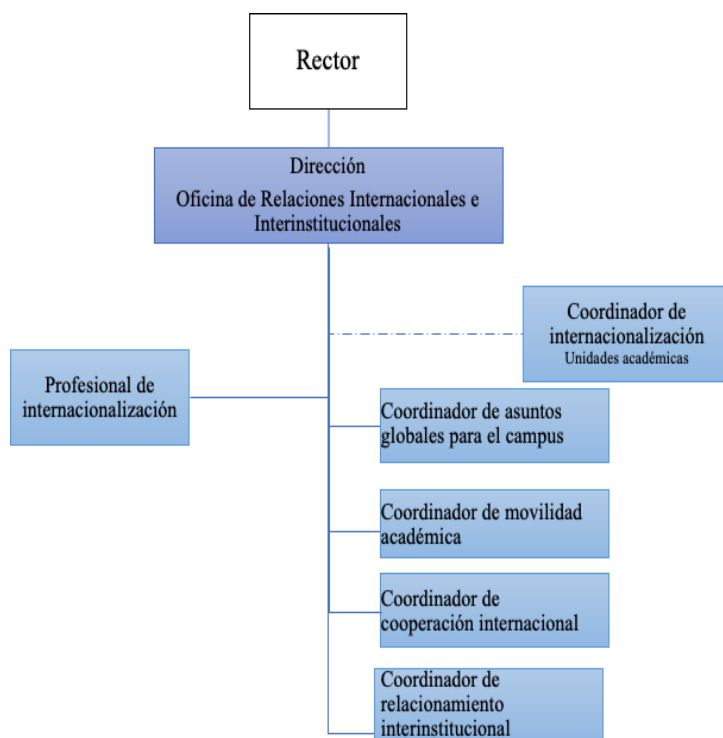 Rector
Dirección
Oficina de Relaciones Internacionales e
Interinstitucionales
Coordinador de
internacionalización
Unidades académicas
Profesional de
internacionalización
Coordinador de asuntos
globales para el campus
Coordinador de movilidad
académica
Coordinador de
cooperación internacional
Coordinador de
relacionamiento
interinstitucional